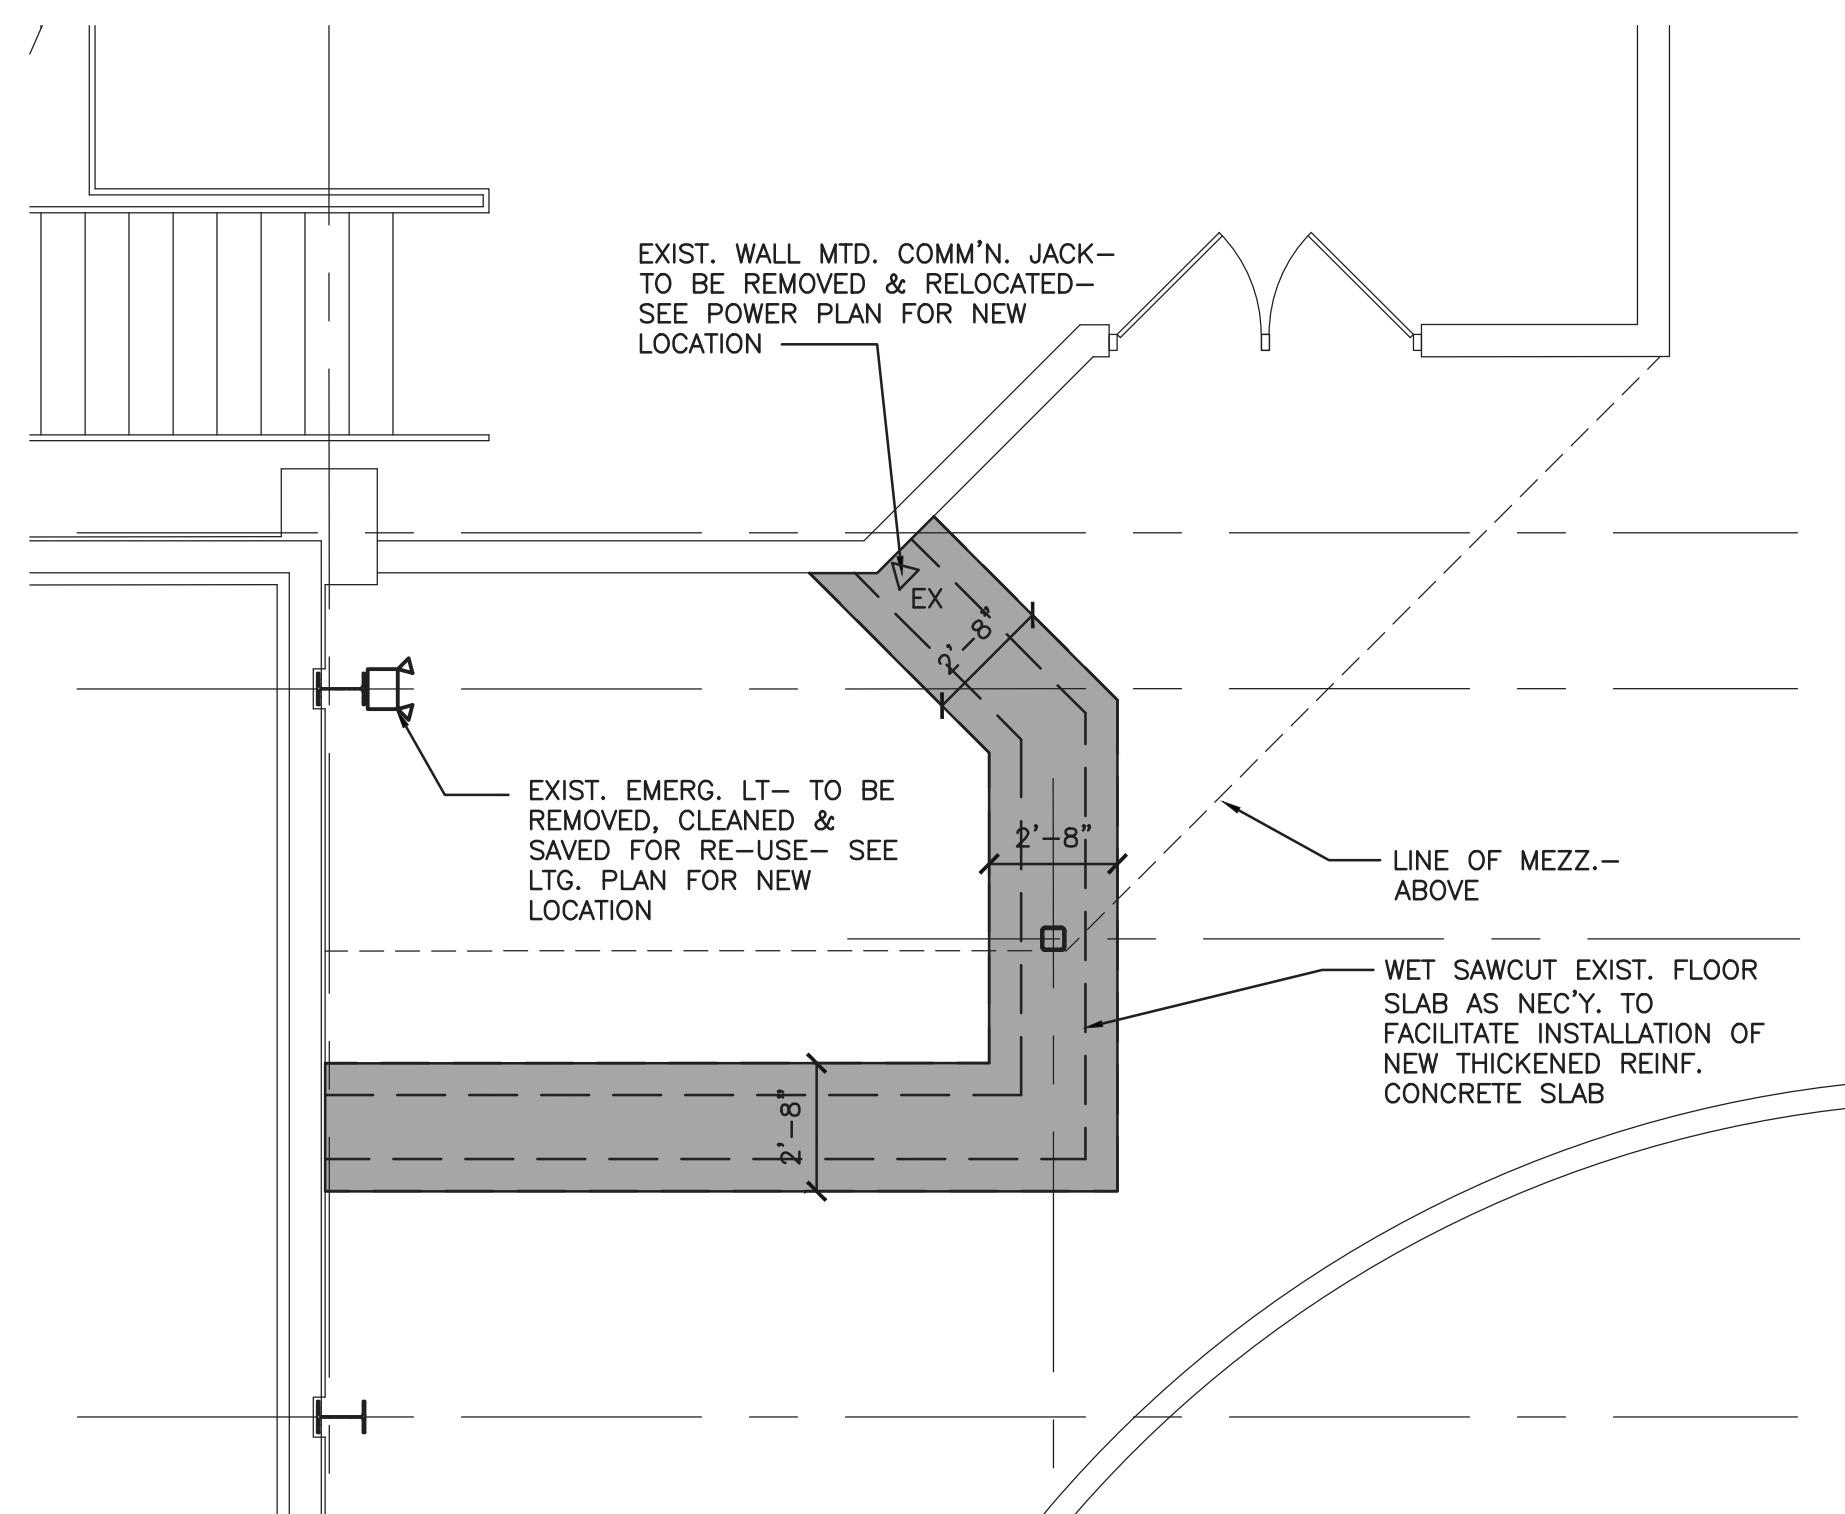 EXIST. WALL MTD. COMM'N. JACK–
TO BE REMOVED & RELOCATED–
SEE POWER PLAN FOR NEW
LOCATION
EX
2'–8"
EXIST. EMERG. LT– TO BE
REMOVED, CLEANED &
SAVED FOR RE–USE– SEE
LTG. PLAN FOR NEW
LOCATION
2'–8"
LINE OF MEZZ.–
ABOVE
WET SAWCUT EXIST. FLOOR
SLAB AS NEC'Y. TO
FACILITATE INSTALLATION OF
NEW THICKENED REINF.
CONCRETE SLAB
2'–8"